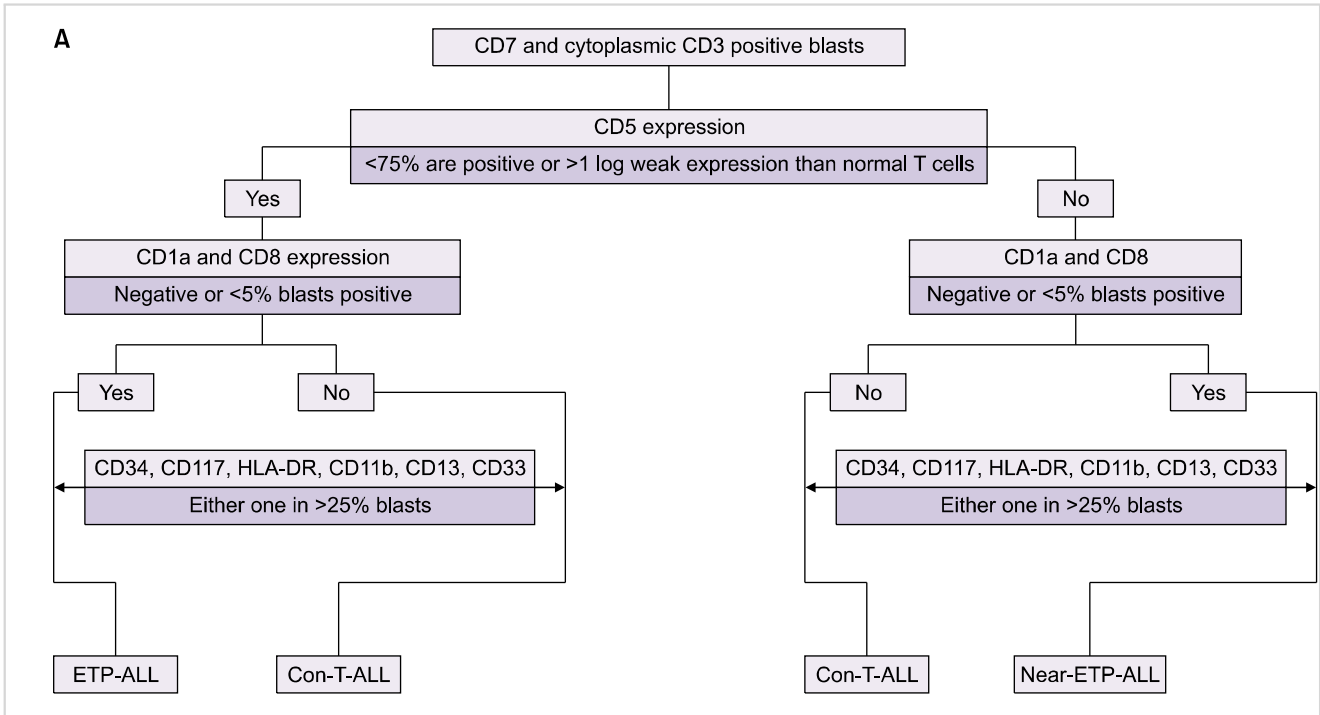 A
CD7 and cytoplasmic CD3 positive blasts
CD5 expression
<75% are positive or >1 log weak expression than normal T cells
Yes
No
CD1a and CD8 expression
Negative or <5% blasts positive
CD1a and CD8
Negative or <5% blasts positive
Yes
No
No
Yes
CD34, CD117, HLA-DR, CD11b, CD13, CD33
Either one in >25% blasts
CD34, CD117, HLA-DR, CD11b, CD13, CD33
Either one in >25% blasts
ETP-ALL
Con-T-ALL
Con-T-ALL
Near-ETP-ALL